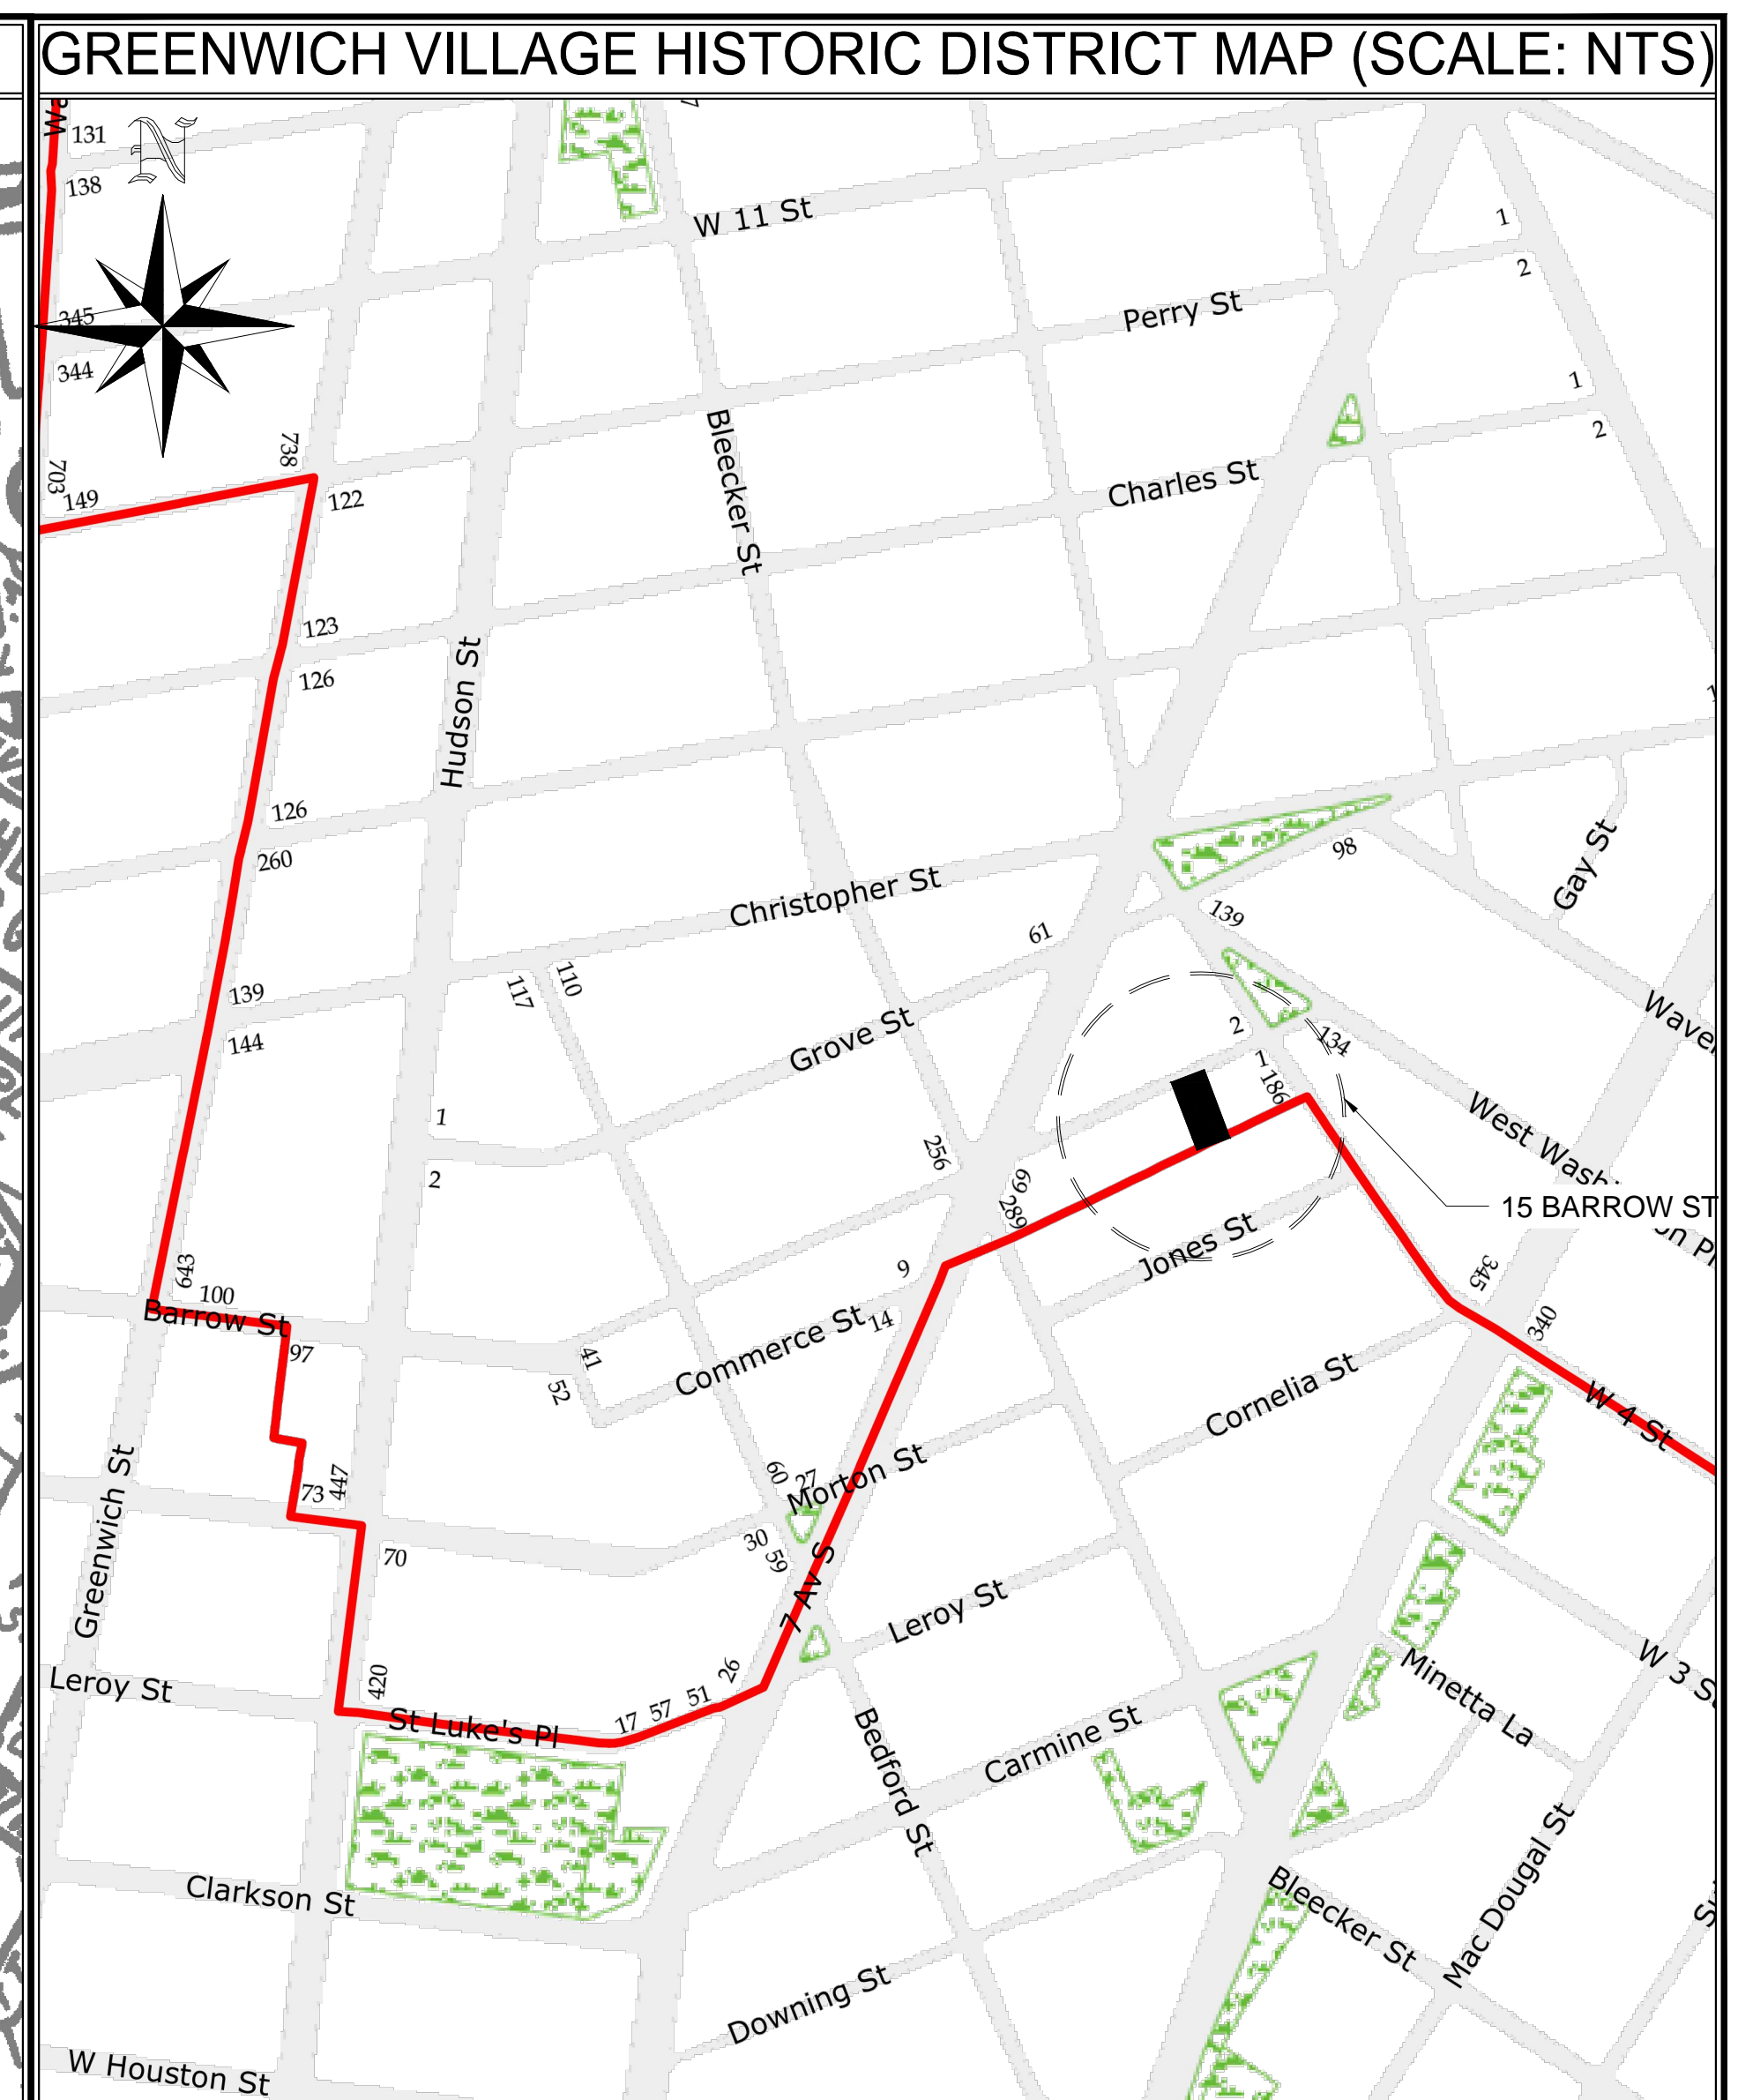 GREENWICH VILLAGE HISTORIC DISTRICT MAP (SCALE: NTS)
131
N
138
W 11 St
1
2
345
344
Perry St
1
2
738
703
149
122
Bleecker St
Charles St
123
126
Hudson St
126
260
98
Gay St
Christopher St
139
61
110
117
139
144
Grove St
2
134
1
186
1
2
256
69
289
West Washi
15 BARROW ST
Jones St
643
100
Barrow St
97
9
14
Commerce St
41
52
345
340
Cornelia St
W 4 St
Greenwich St
447
73
60
27
Morton St
30
59
70
7 Av S
Leroy St
Leroy St
420
26
51
57
17
St Luke's Pl
Minetta La
W 3 S
Bedford St
Carmine St
Clarkson St
Bleecker St
Mac Dougal St
Downing St
W Houston St